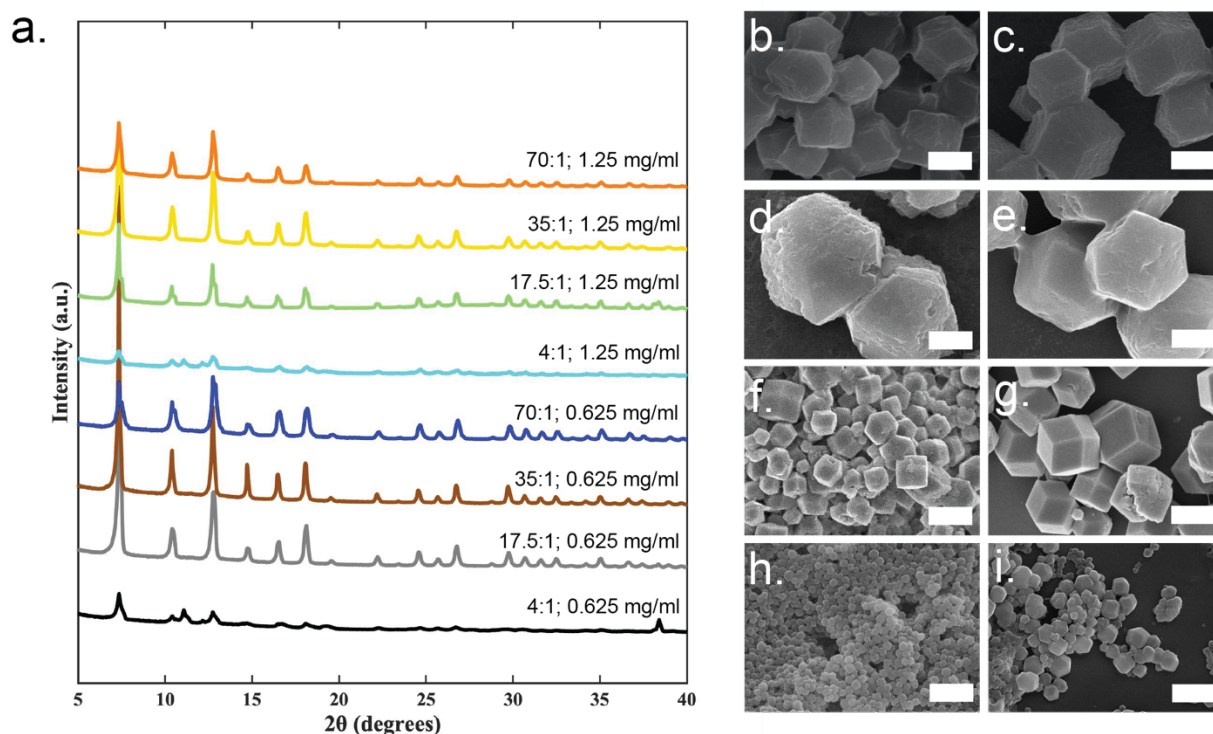 a.
70:1; 1.25 mg/ml
35:1; 1.25 mg/ml
17.5:1; 1.25 mg/ml
4:1; 1.25 mg/ml
70:1; 0.625 mg/ml
35:1; 0.625 mg/ml
17.5:1; 0.625 mg/ml
4:1; 0.625 mg/ml
Intensity (a.u.)
5 10 15 20 25 30 35 40
2θ (degrees)
b.
c.
d.
e.
f.
g.
h.
i.